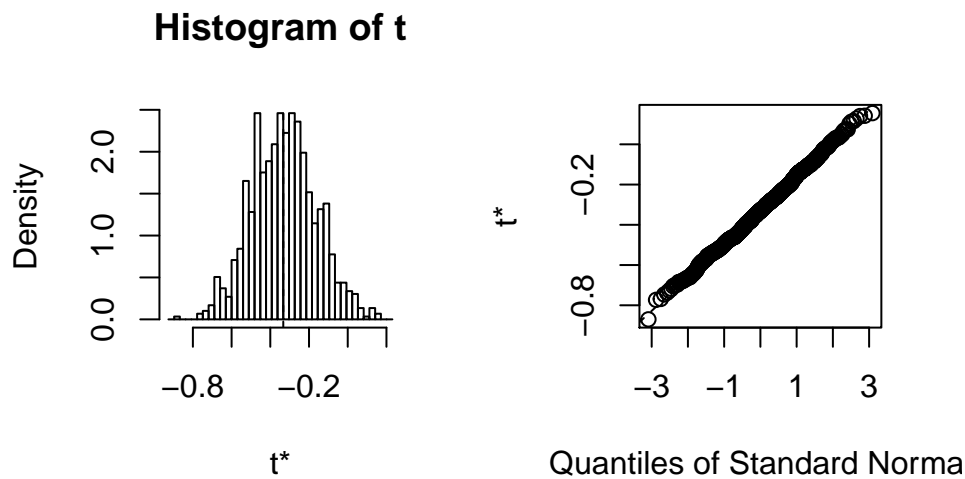 Histogram of t
Density
0.0 1.0 2.0
−0.8 −0.2
t*
t*
−0.8 −0.2
−3 −1 1 3
Quantiles of Standard Norma